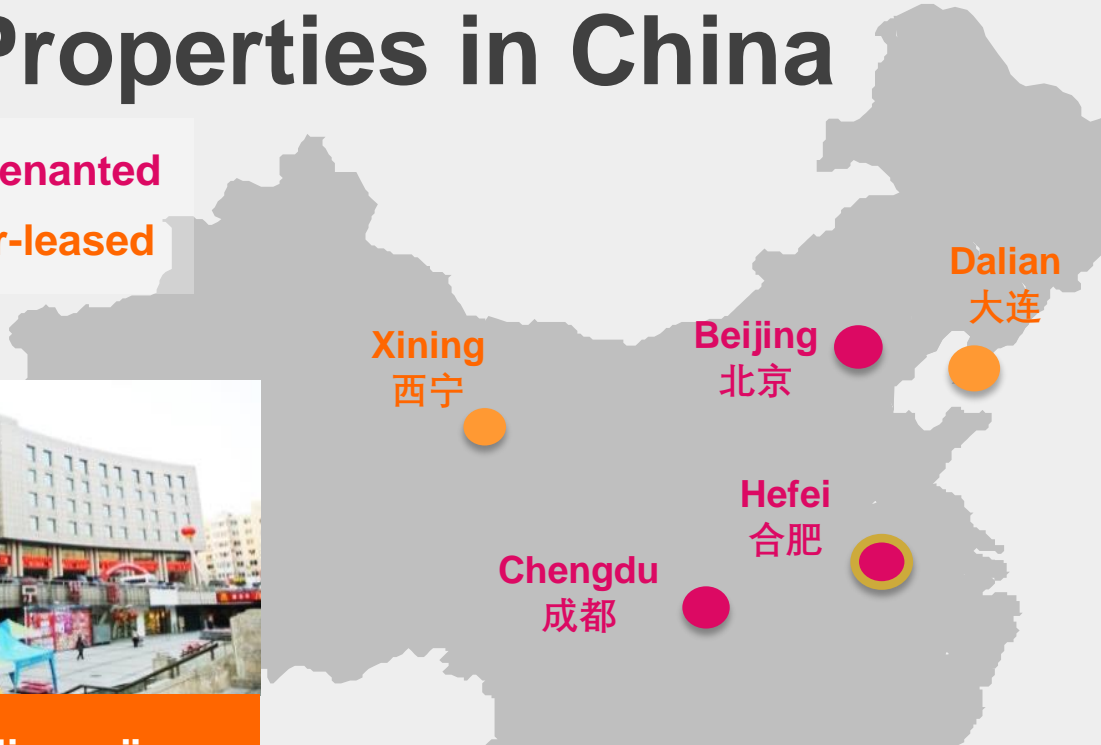 Properties in China
enanted
r-leased
Dalian
大连
Xining
西宁
Beijing
北京
Hefei
合肥
Chengdu
成都